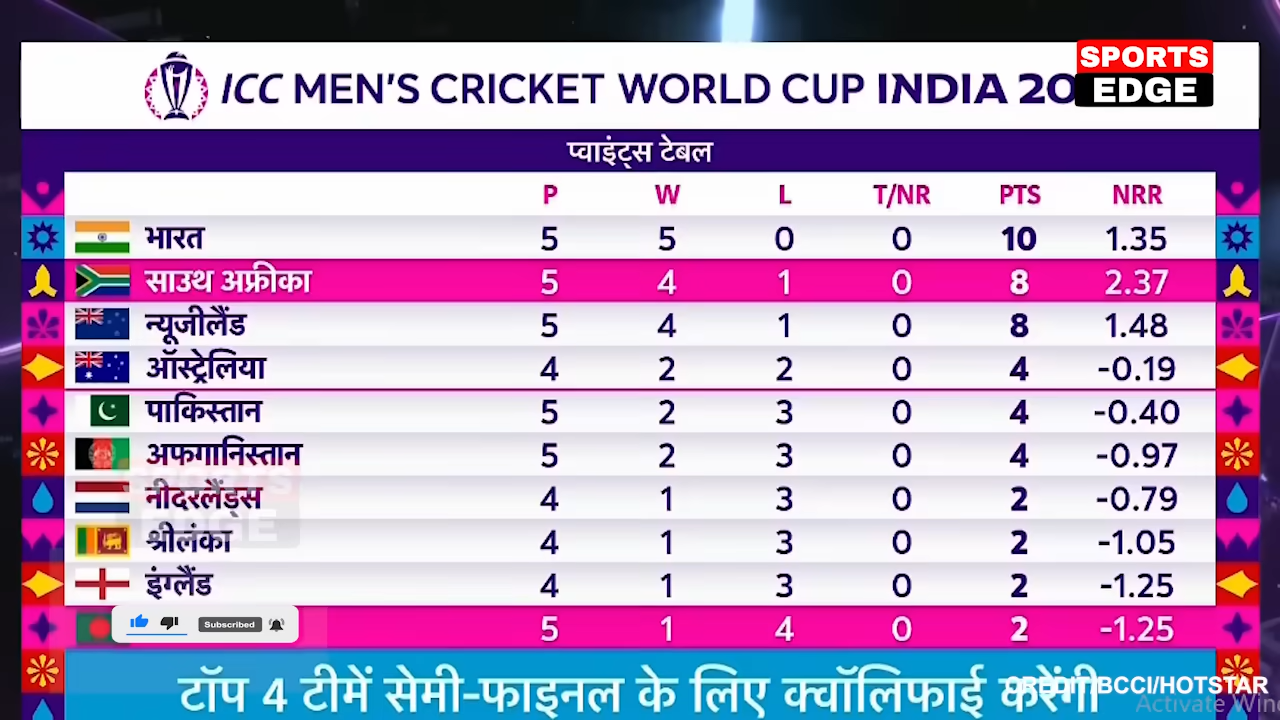 SPORTS
EDGE
ICC MEN'S CRICKET WORLD CUP INDIA 20
प्वाइंट्स टेबल
P W L T/NR PTS NRR
भारत 5 5 0 0 10 1.35
साउथ अफ्रीका 5 4 1 0 8 2.37
न्यूजीलैंड 5 4 1 0 8 1.48
ऑस्ट्रेलिया 4 2 2 0 4 -0.19
पाकिस्तान 5 2 3 0 4 -0.40
अफगानिस्तान 5 2 3 0 4 -0.97
नीदरलैंड्स 4 1 3 0 2 -0.79
SPORTS
EDGE
श्रीलंका 4 1 3 0 2 -1.05
इंग्लैंड 4 1 3 0 2 -1.25
Subscribed
5 1 4 0 2 -1.25
टॉप 4 टीमें सेमी-फाइनल के लिए क्वॉलिफाई करेंगी
CREDIT:BCCI/HOTSTAR
Activate Wind